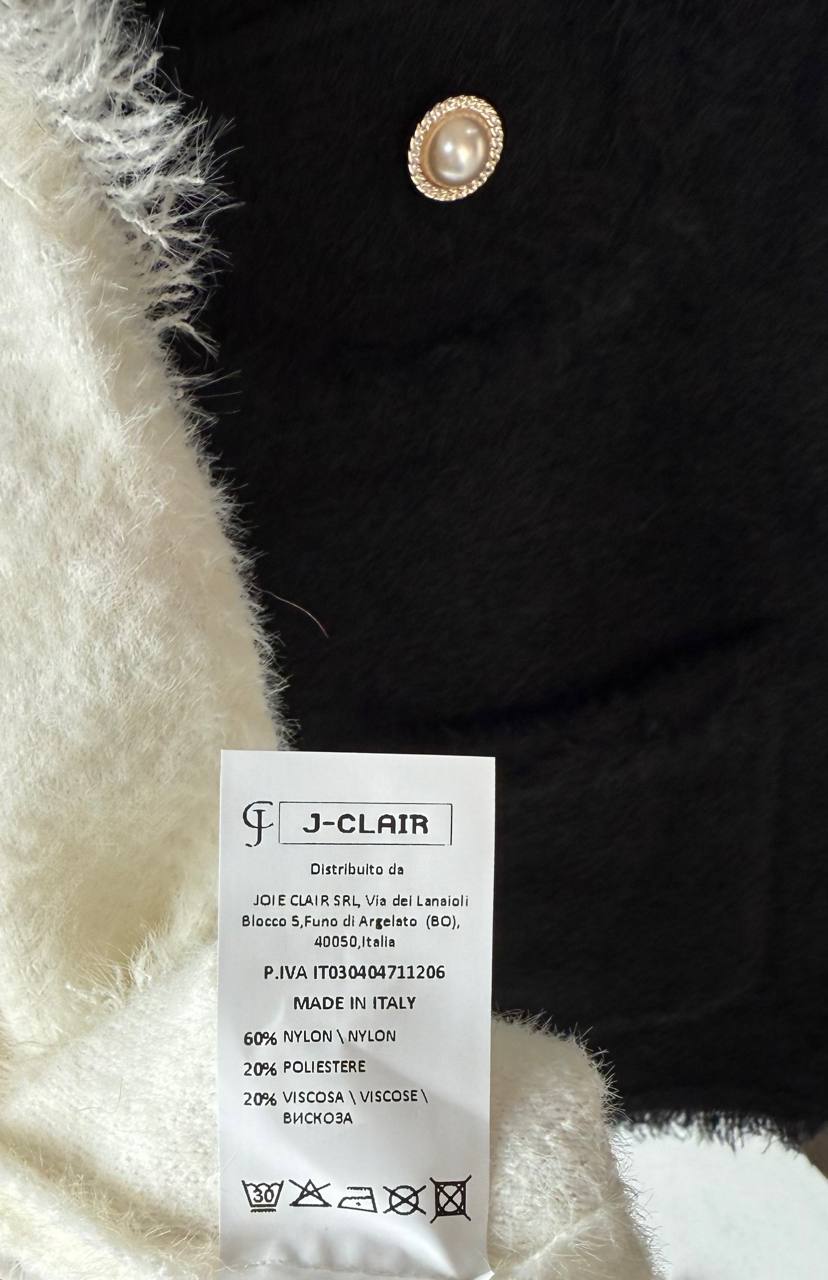 J-CLAIR
Distribuito da
JOIE CLAIR SRL, Via dei Lanaioli
Blocco 5,Funo di Argelato (BO),
40050,Italia
P.IVA IT030404711206
MADE IN ITALY
60% NYLON \ NYLON
20% POLIESTERE
20% VISCOSA \ VISCOSE \
ВИСКОЗА
30